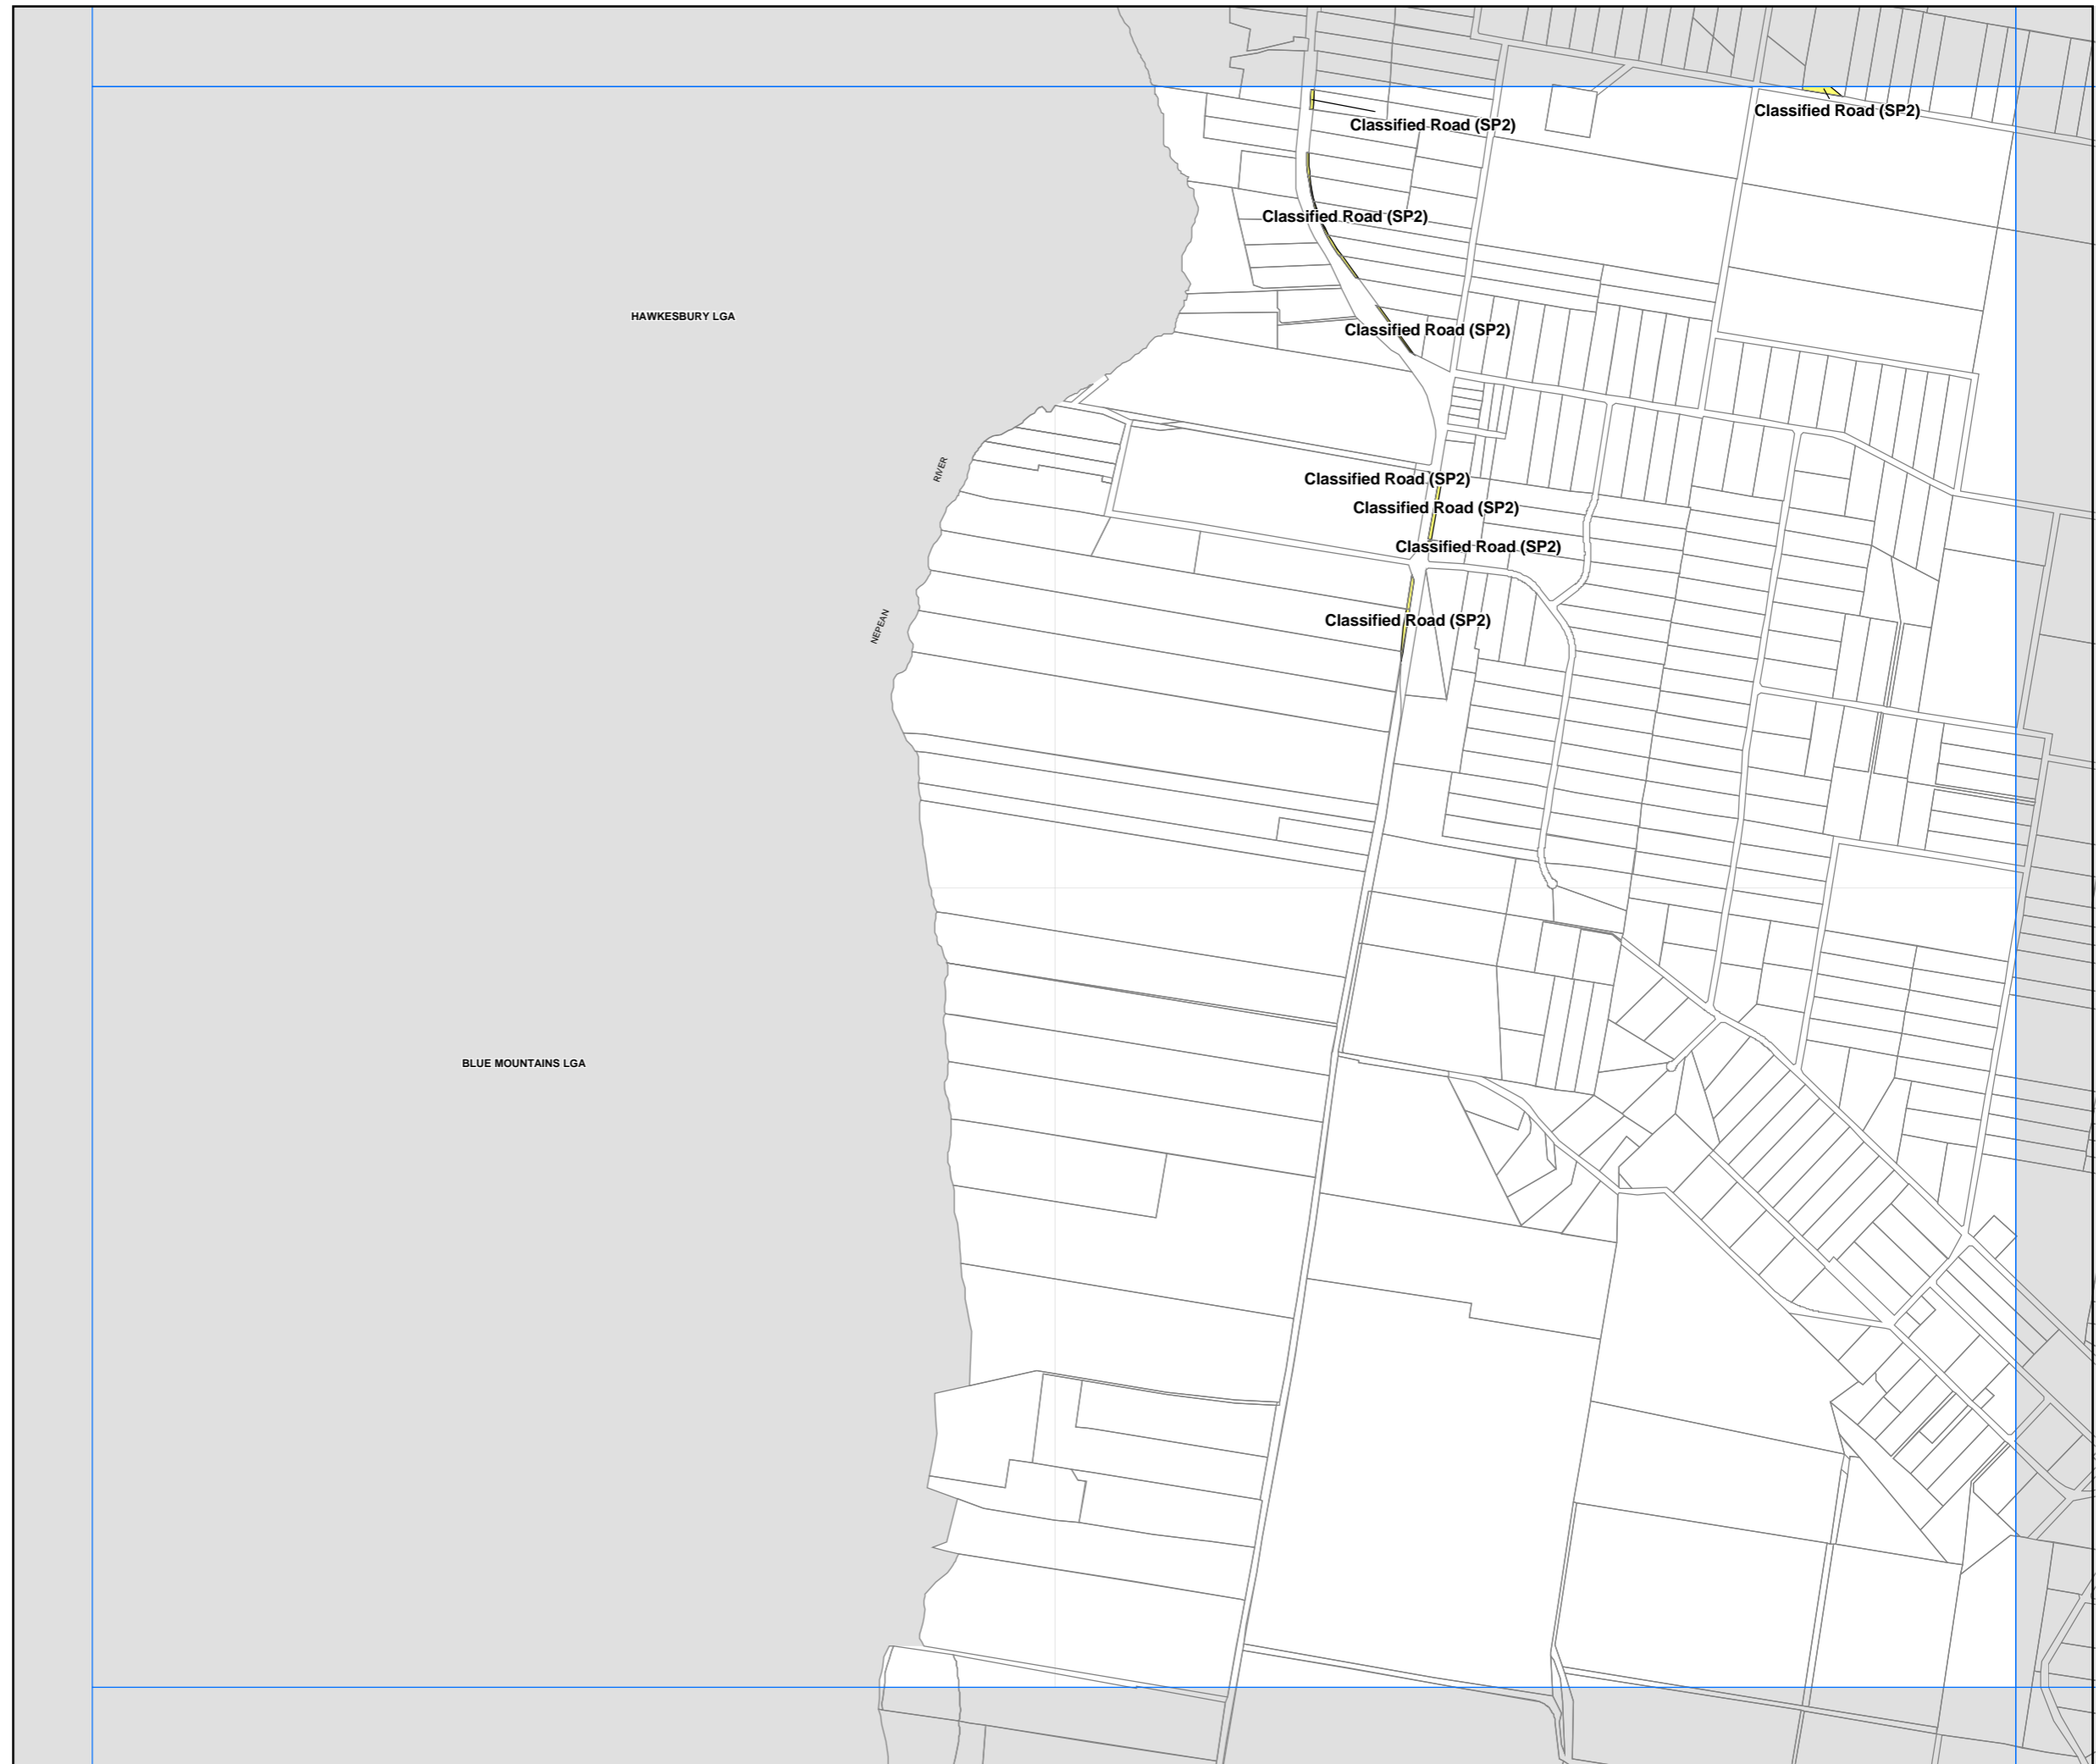 Classified Road (SP2)
Classified Road (SP2)
Classified Road (SP2)
HAWKESBURY LGA
Classified Road (SP2)
RIVER
Classified Road (SP2)
Classified Road (SP2)
Classified Road (SP2)
NEPEAN
Classified Road (SP2)
BLUE MOUNTAINS LGA